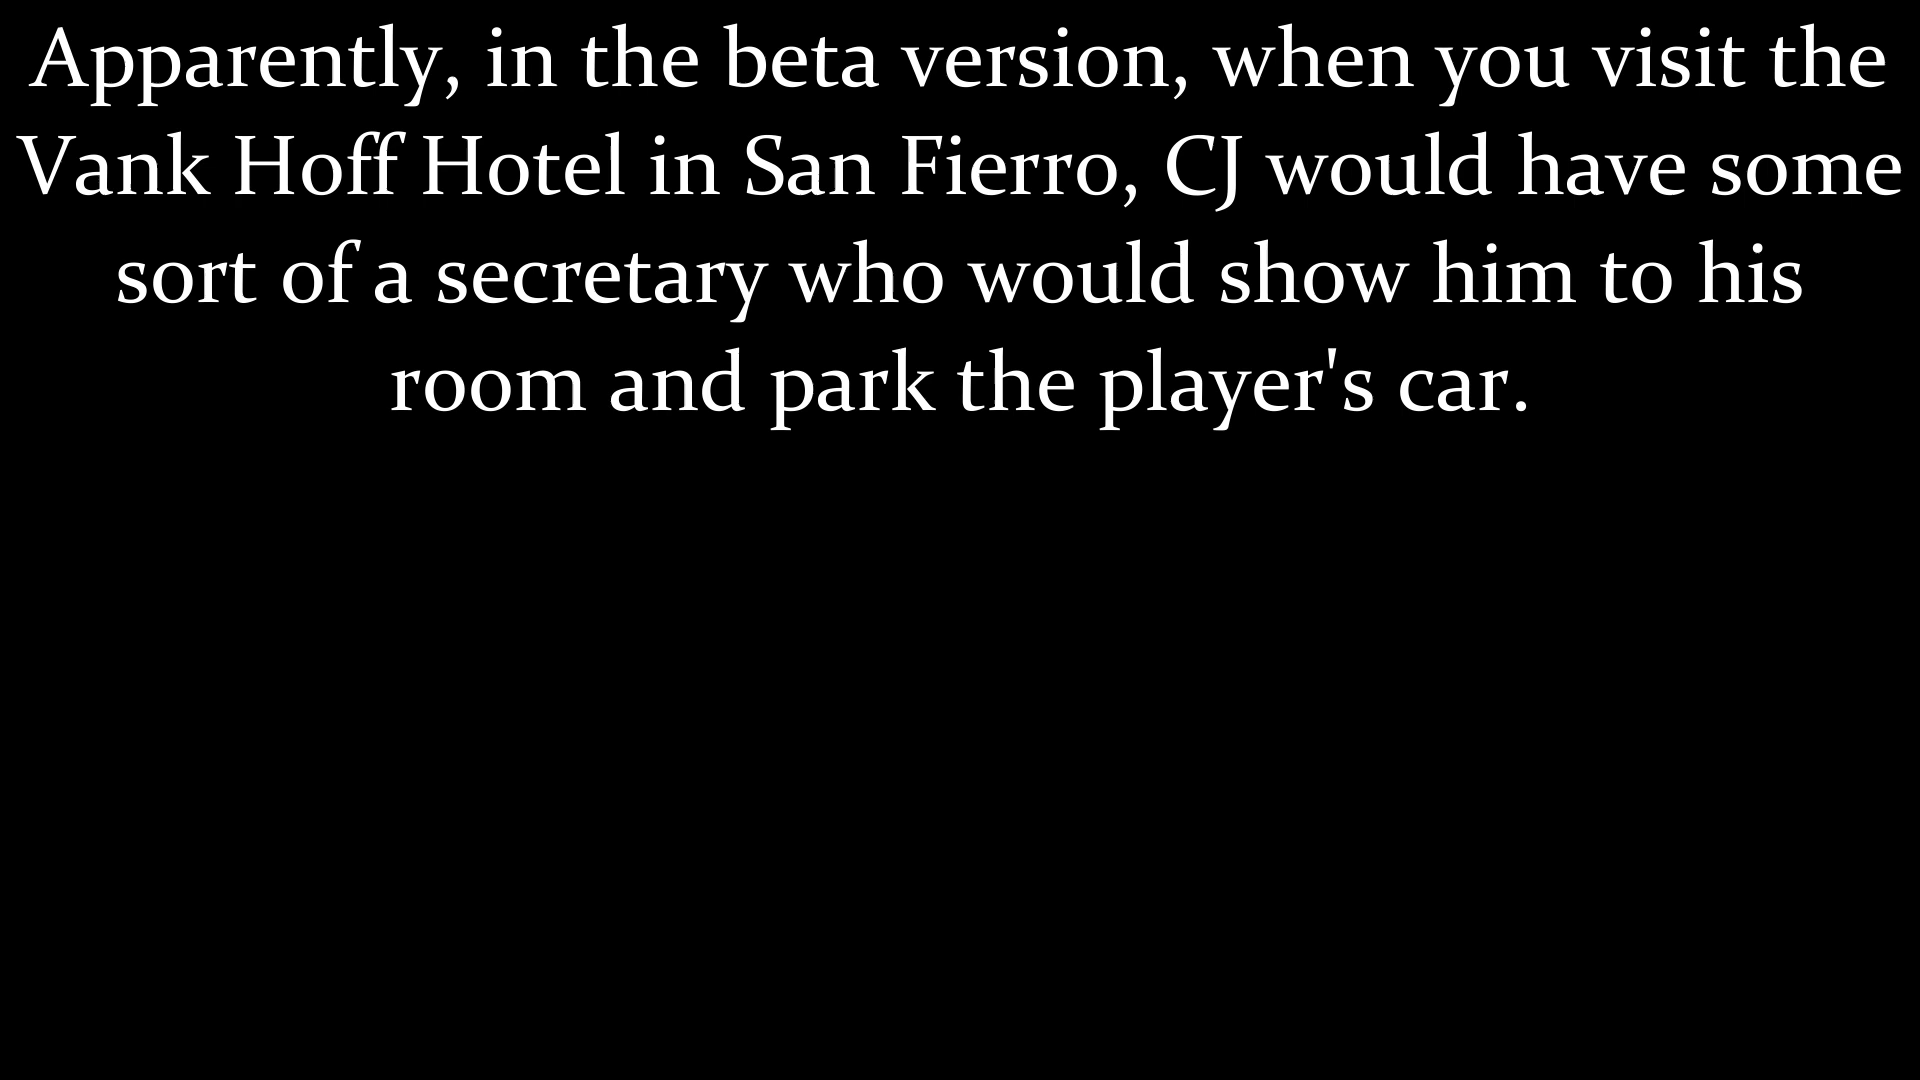 Apparently, in the beta version, when you visit the
Vank Hoff Hotel in San Fierro, CJ would have some
sort of a secretary who would show him to his
room and park the player's car.